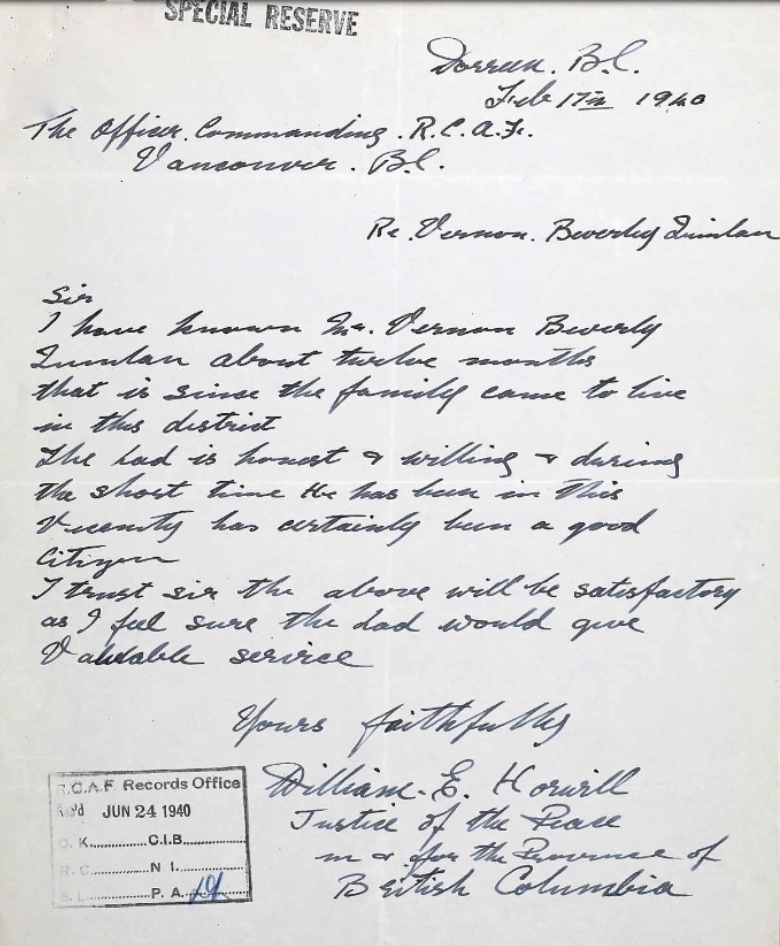 SPECIAL RESERVE
Dorreen. B.C.
Feb 17th 1940
The Officer. Commanding. R.C.A.F.
Vancouver. B.C.
Re. Vernon. Beverley Quinlan
Sir
I have known Mr. Vernon Beverly
Quinlan about twelve months
that is since the family came to live
in this district
The lad is honest & willing & during
the short time He has been in this
Vicinity has certainly been a good
Citizen
I trust sir the above will be satisfactory
as I feel sure the lad would give
Valuable service
Yours faithfully
William. E. Horwill
Justice of the Peace
in & for the Province of
British Columbia
R.C.A.F. Records Office
Rec'd JUN 24 1940
O. K. C.I.B.
R. C. N I.
S. L. P. A.